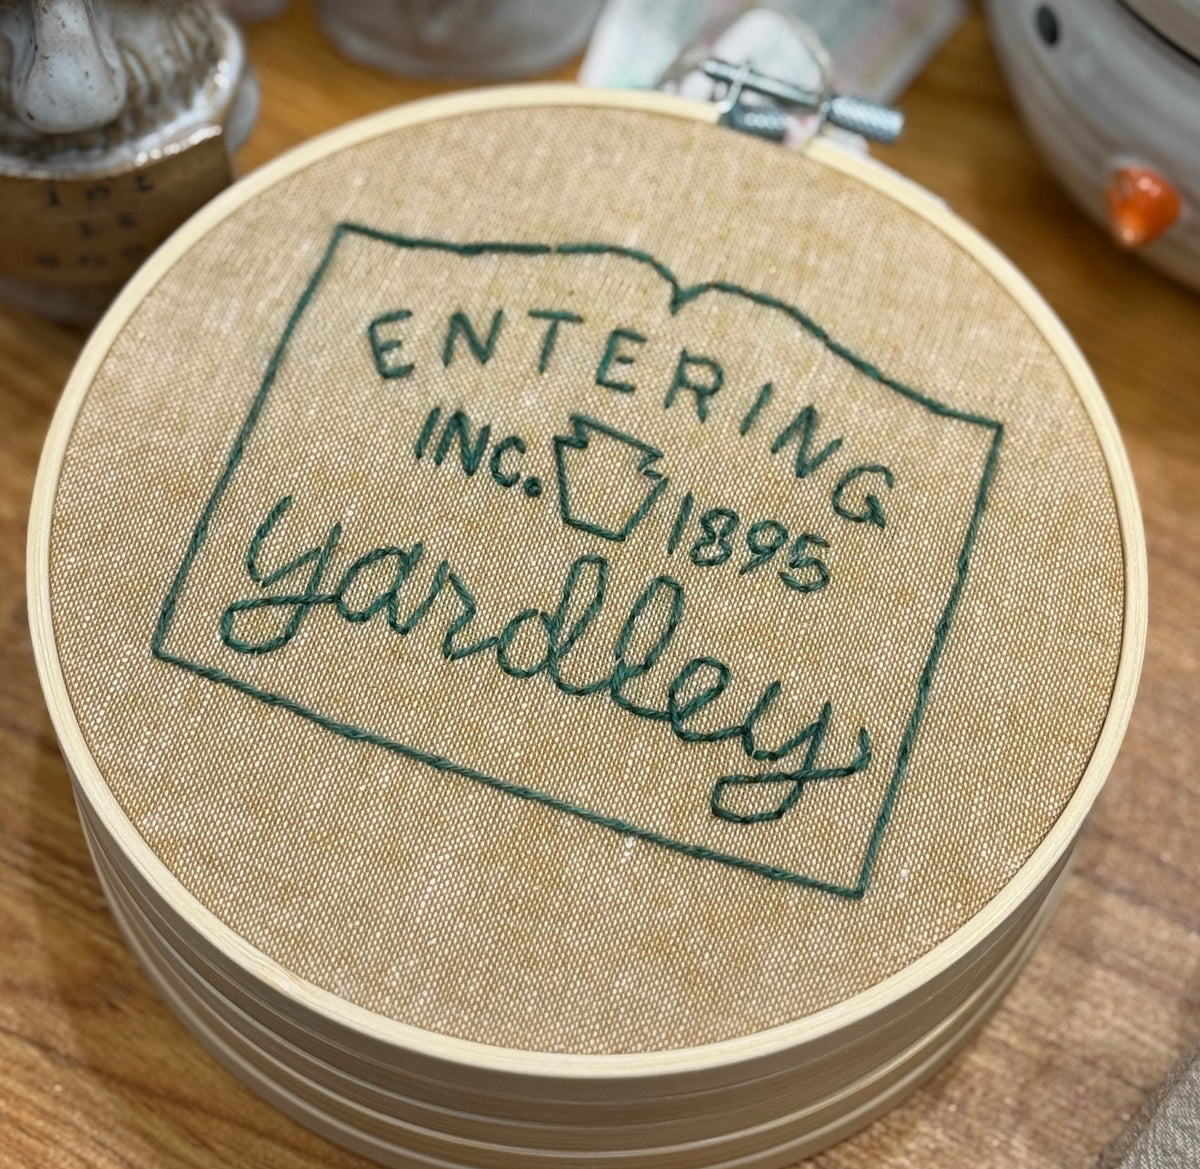 ENTERING
INC. 1895
yardley